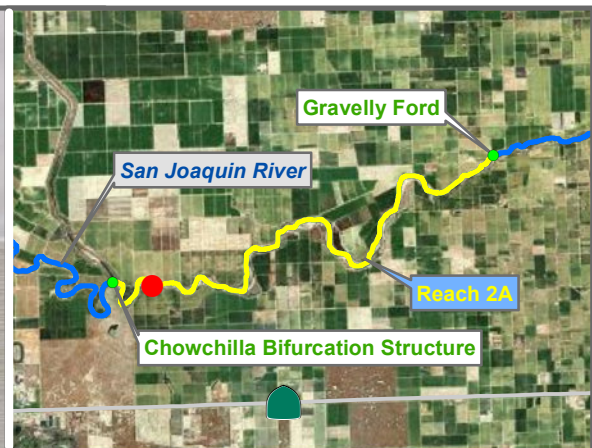 Gravelly Ford
San Joaquin River
Reach 2A
Chowchilla Bifurcation Structure